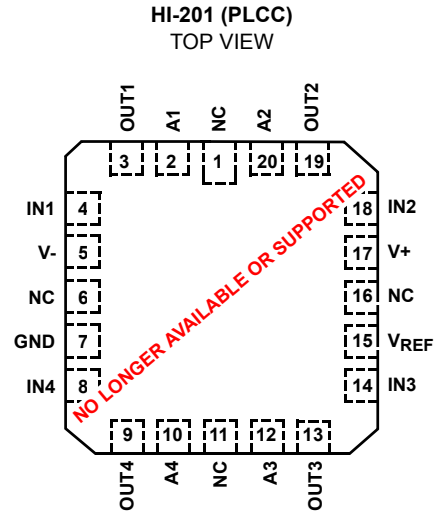 HI-201 (PLCC)
TOP VIEW
OUT1 A1 NC A2 OUT2
3 2 1 20 19
IN1 4 18 IN2
V- 5 17 V+
NC 6 16 NC
GND 7 15 VREF
IN4 8 14 IN3
NO LONGER AVAILABLE OR SUPPORTED
9 10 11 12 13
OUT4 A4 NC A3 OUT3